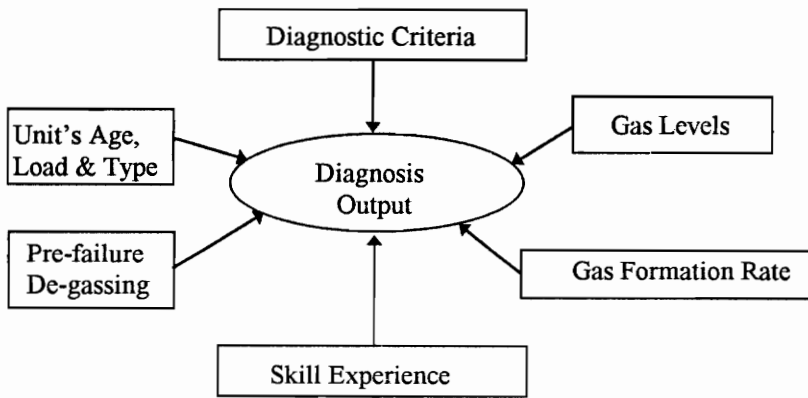 Diagnostic Criteria
Unit's Age,
Load & Type
Gas Levels
Diagnosis
Output
Pre-failure
De-gassing
Gas Formation Rate
Skill Experience